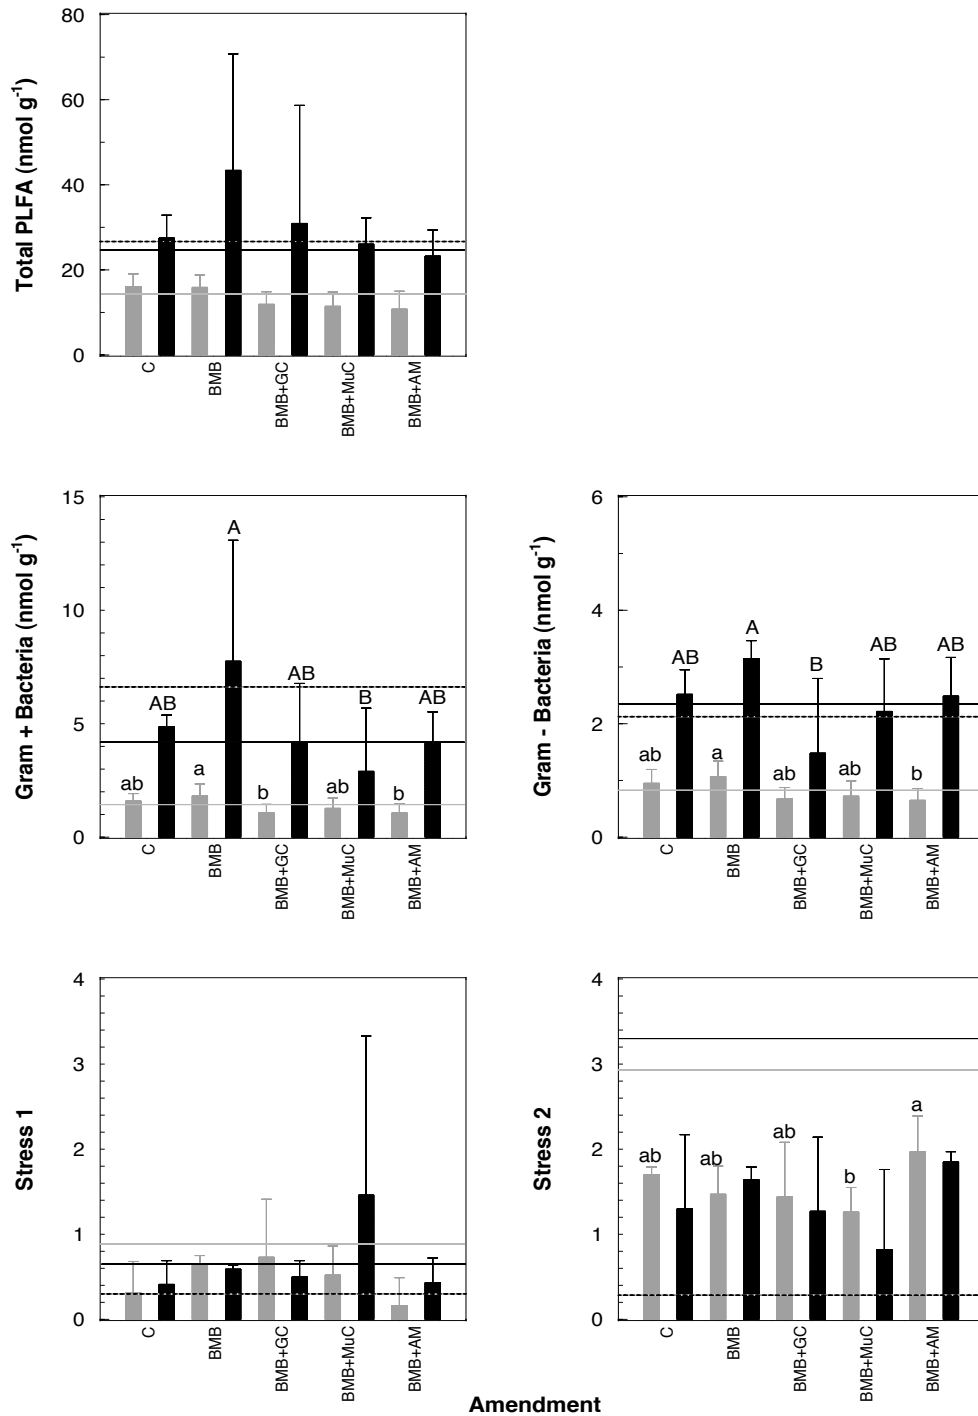 80
60
40
20
0
Total PLFA (nmol g-1)
C
BMB
BMB+GC
BMB+MuC
BMB+AM
15
10
5
0
Gram + Bacteria (nmol g-1)
ab
AB
a
A
b
AB
ab
B
b
AB
C
BMB
BMB+GC
BMB+MuC
BMB+AM
6
4
2
0
Gram - Bacteria (nmol g-1)
ab
AB
a
A
ab
B
ab
AB
b
AB
C
BMB
BMB+GC
BMB+MuC
BMB+AM
4
3
2
1
0
Stress 1
C
BMB
BMB+GC
BMB+MuC
BMB+AM
4
3
2
1
0
Stress 2
ab
ab
ab
b
a
C
BMB
BMB+GC
BMB+MuC
BMB+AM
Amendment